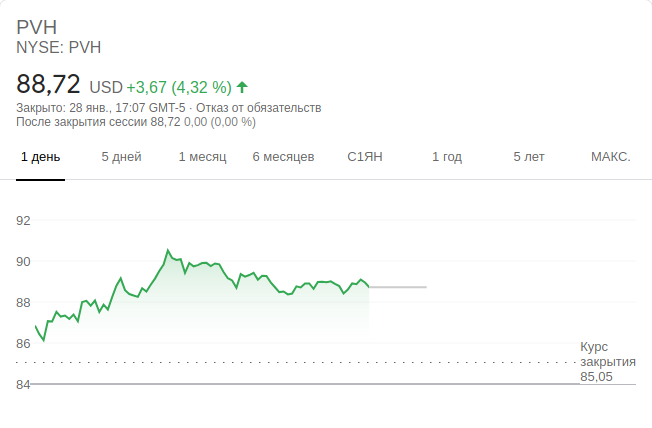 PVH
NYSE: PVH
88,72 USD +3,67 (4,32 %)
Закрыто: 28 янв., 17:07 GMT-5 · Отказ от обязательств
После закрытия сессии 88,72 0,00 (0,00 %)
1 день 5 дней 1 месяц 6 месяцев С1ЯН 1 год 5 лет МАКС.
92
90
88
86
Курс
закрытия
85,05
84